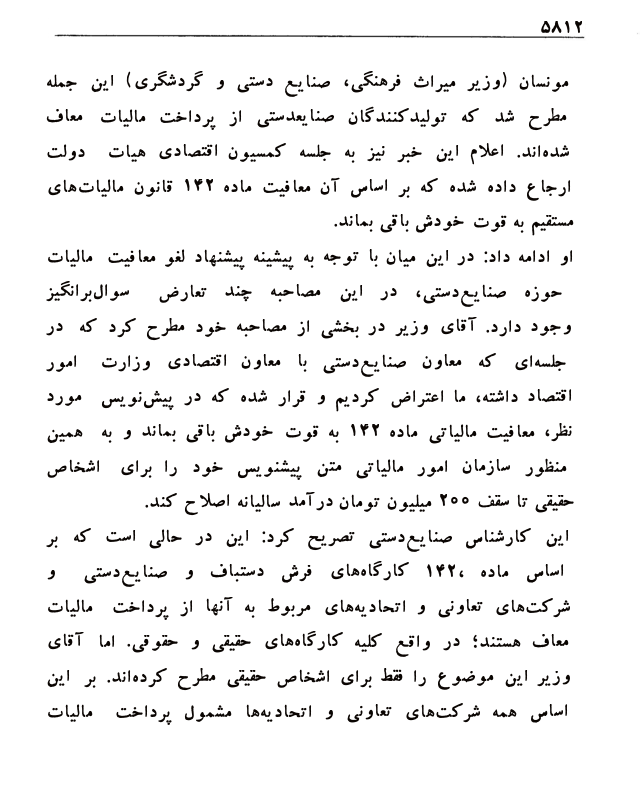 ۵۸۱۲
مونسان (وزیر میراث فرهنگی، صنایع دستی و گردشگری) این جمله
مطرح شد که تولیدکنندگان صنایعدستی از پرداخت مالیات معاف
شده‌اند. اعلام این خبر نیز به جلسه کمسیون اقتصادی هیات دولت
ارجاع داده شده که بر اساس آن معافیت ماده ۱۴۲ قانون مالیات‌های
مستقیم به قوت خودش باقی بماند.
او ادامه داد: در این میان با توجه به پیشینه پیشنهاد لغو معافیت مالیات
حوزه صنایع‌دستی، در این مصاحبه چند تعارض سوال‌برانگیز
وجود دارد. آقای وزیر در بخشی از مصاحبه خود مطرح کرد که در
جلسه‌ای که معاون صنایع‌دستی با معاون اقتصادی وزارت امور
اقتصاد داشته، ما اعتراض کردیم و قرار شده که در پیش‌نویس مورد
نظر، معافیت مالیاتی ماده ۱۴۲ به قوت خودش باقی بماند و به همین
منظور سازمان امور مالیاتی متن پیشنویس خود را برای اشخاص
حقیقی تا سقف ۲۰۰ میلیون تومان درآمد سالیانه اصلاح کند.
این کارشناس صنایع‌دستی تصریح کرد: این در حالی است که بر
اساس ماده ۱۴۲، کارگاه‌های فرش دستباف و صنایع‌دستی و
شرکت‌های تعاونی و اتحادیه‌های مربوط به آنها از پرداخت مالیات
معاف هستند؛ در واقع کلیه کارگاه‌های حقیقی و حقوقی. اما آقای
وزیر این موضوع را فقط برای اشخاص حقیقی مطرح کرده‌اند. بر این
اساس همه شرکت‌های تعاونی و اتحادیه‌ها مشمول پرداخت مالیات